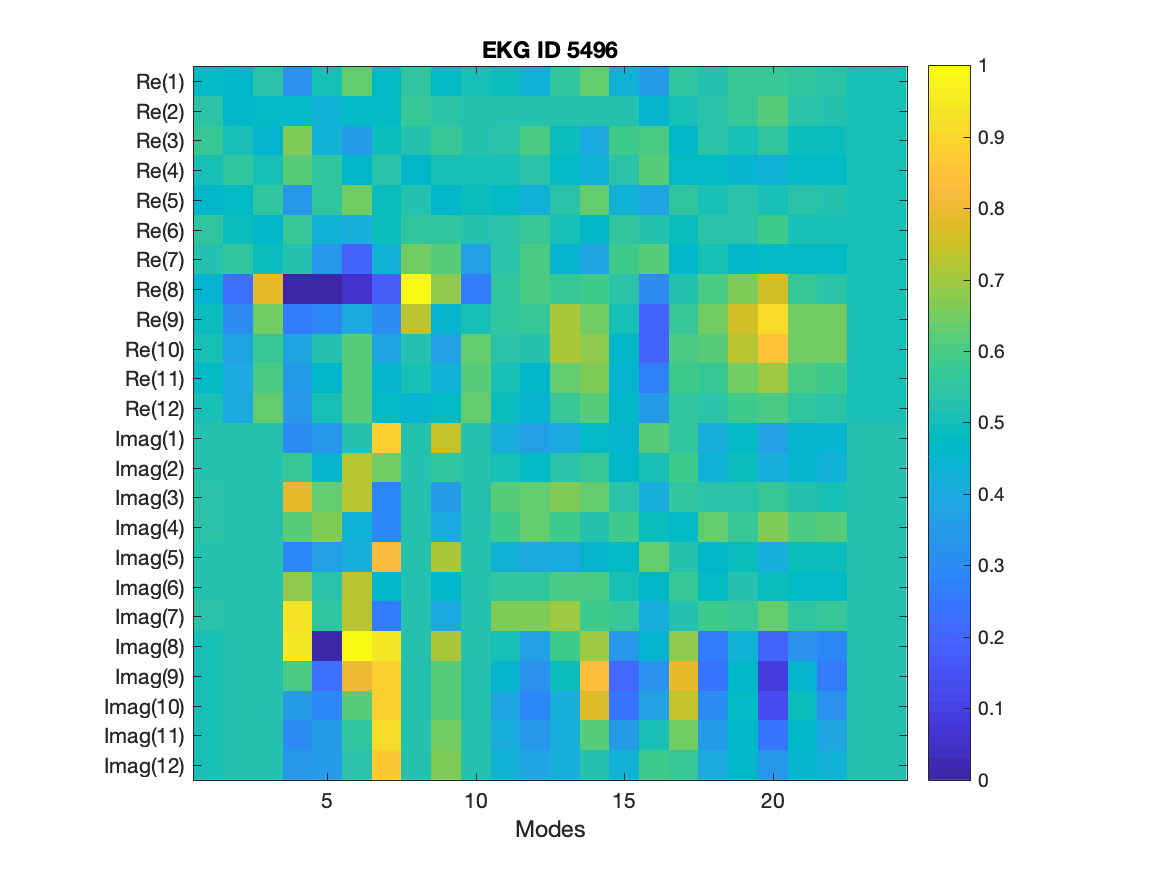 EKG ID 5496
Re(1)
Re(2)
Re(3)
Re(4)
Re(5)
Re(6)
Re(7)
Re(8)
Re(9)
Re(10)
Re(11)
Re(12)
Imag(1)
Imag(2)
Imag(3)
Imag(4)
Imag(5)
Imag(6)
Imag(7)
Imag(8)
Imag(9)
Imag(10)
Imag(11)
Imag(12)
5 10 15 20
Modes
1
0.9
0.8
0.7
0.6
0.5
0.4
0.3
0.2
0.1
0